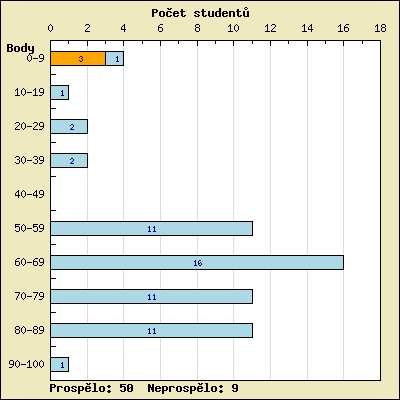 Počet studentů
0 2 4 6 8 10 12 14 16 18
Body
0-9 3 1
10-19 1
20-29 2
30-39 2
40-49
50-59 11
60-69 16
70-79 11
80-89 11
90-100 1
Prospělo: 50 Neprospělo: 9